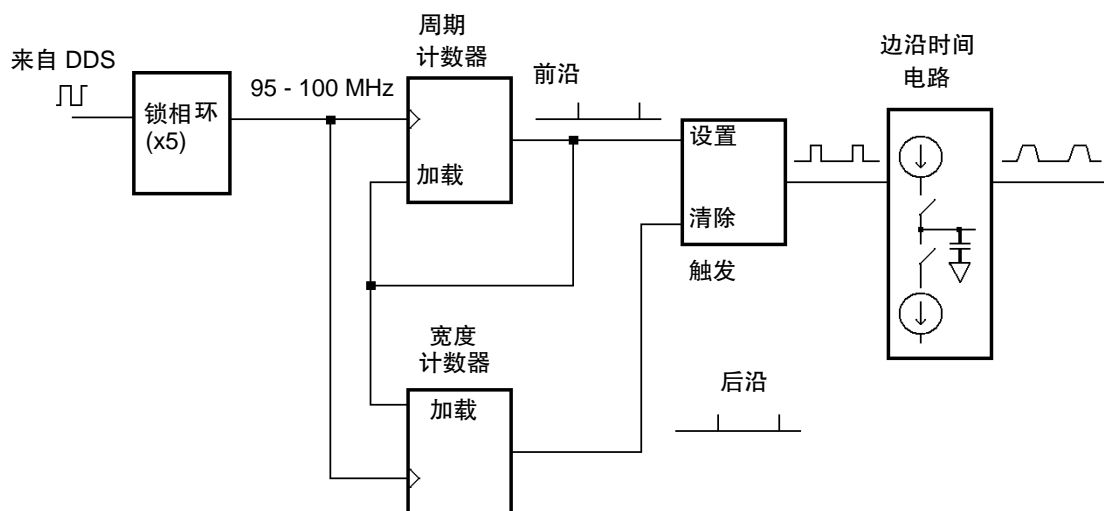 来自 DDS
锁相环
(x5)
95 - 100 MHz
周期
计数器
加载
前沿
设置
清除
触发
边沿时间
电路
宽度
计数器
加载
后沿